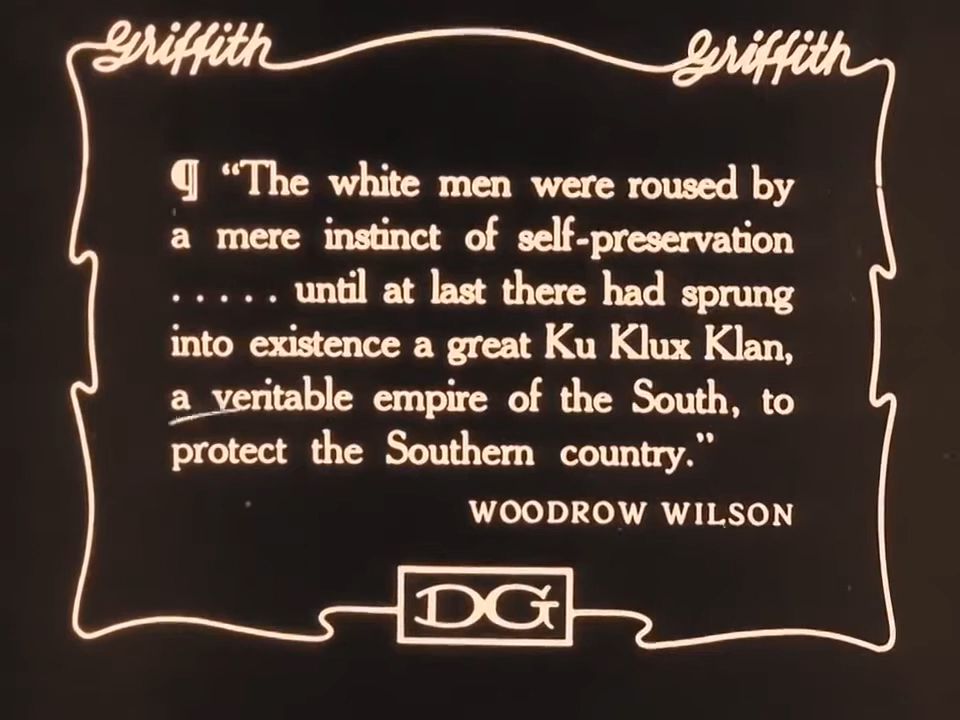 Griffith Griffith
¶ “The white men were roused by
a mere instinct of self-preservation
..... until at last there had sprung
into existence a great Ku Klux Klan,
a veritable empire of the South, to
protect the Southern country.”
WOODROW WILSON
DG